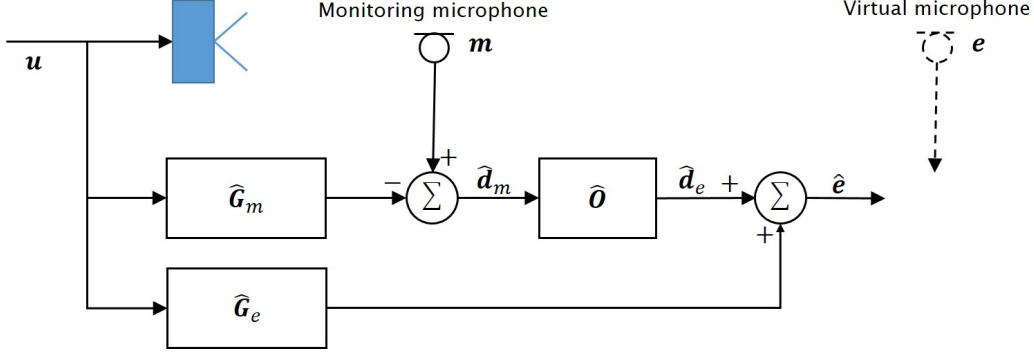 Monitoring microphone
Virtual microphone
u
m
e
+
Ĝₘ
−
∑
d̂ₘ
Ô
d̂ₑ
+
∑
ê
+
Ĝₑ